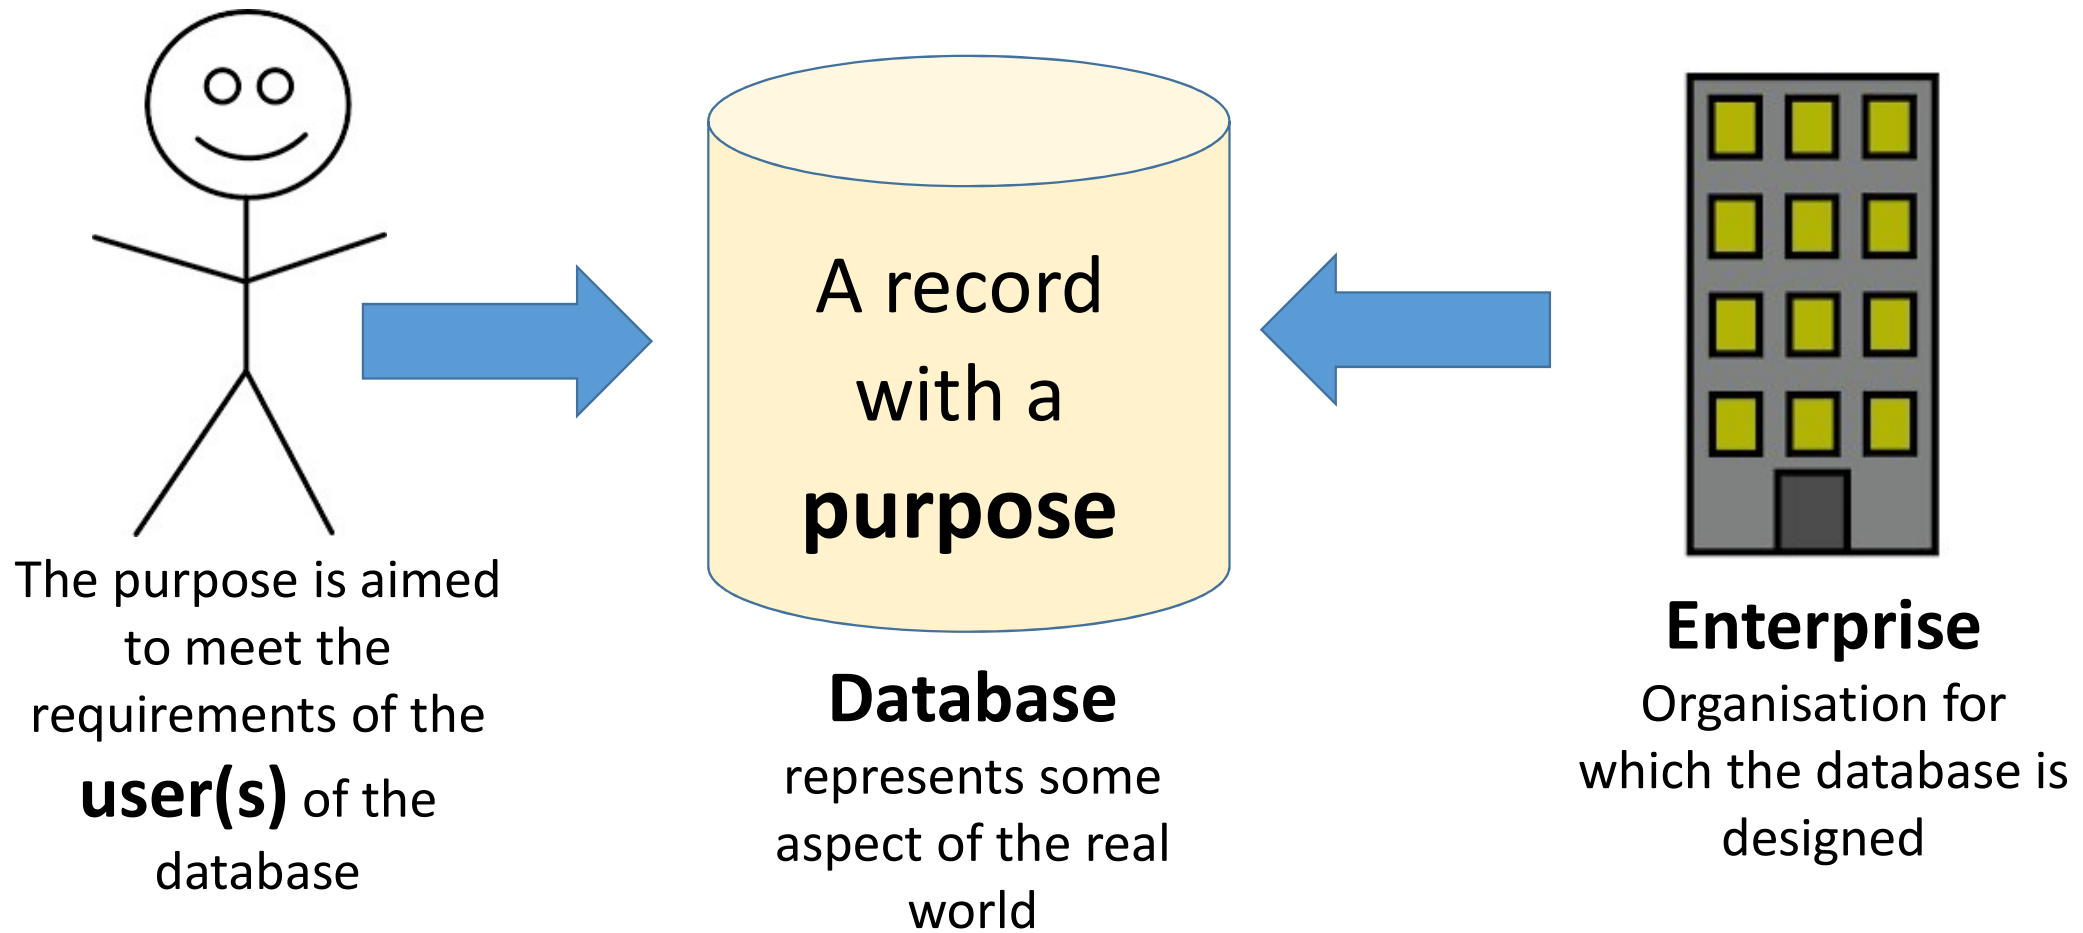 A record
with a
purpose
The purpose is aimed
to meet the
requirements of the
user(s) of the
database
Database
represents some
aspect of the real
world
Enterprise
Organisation for
which the database is
designed